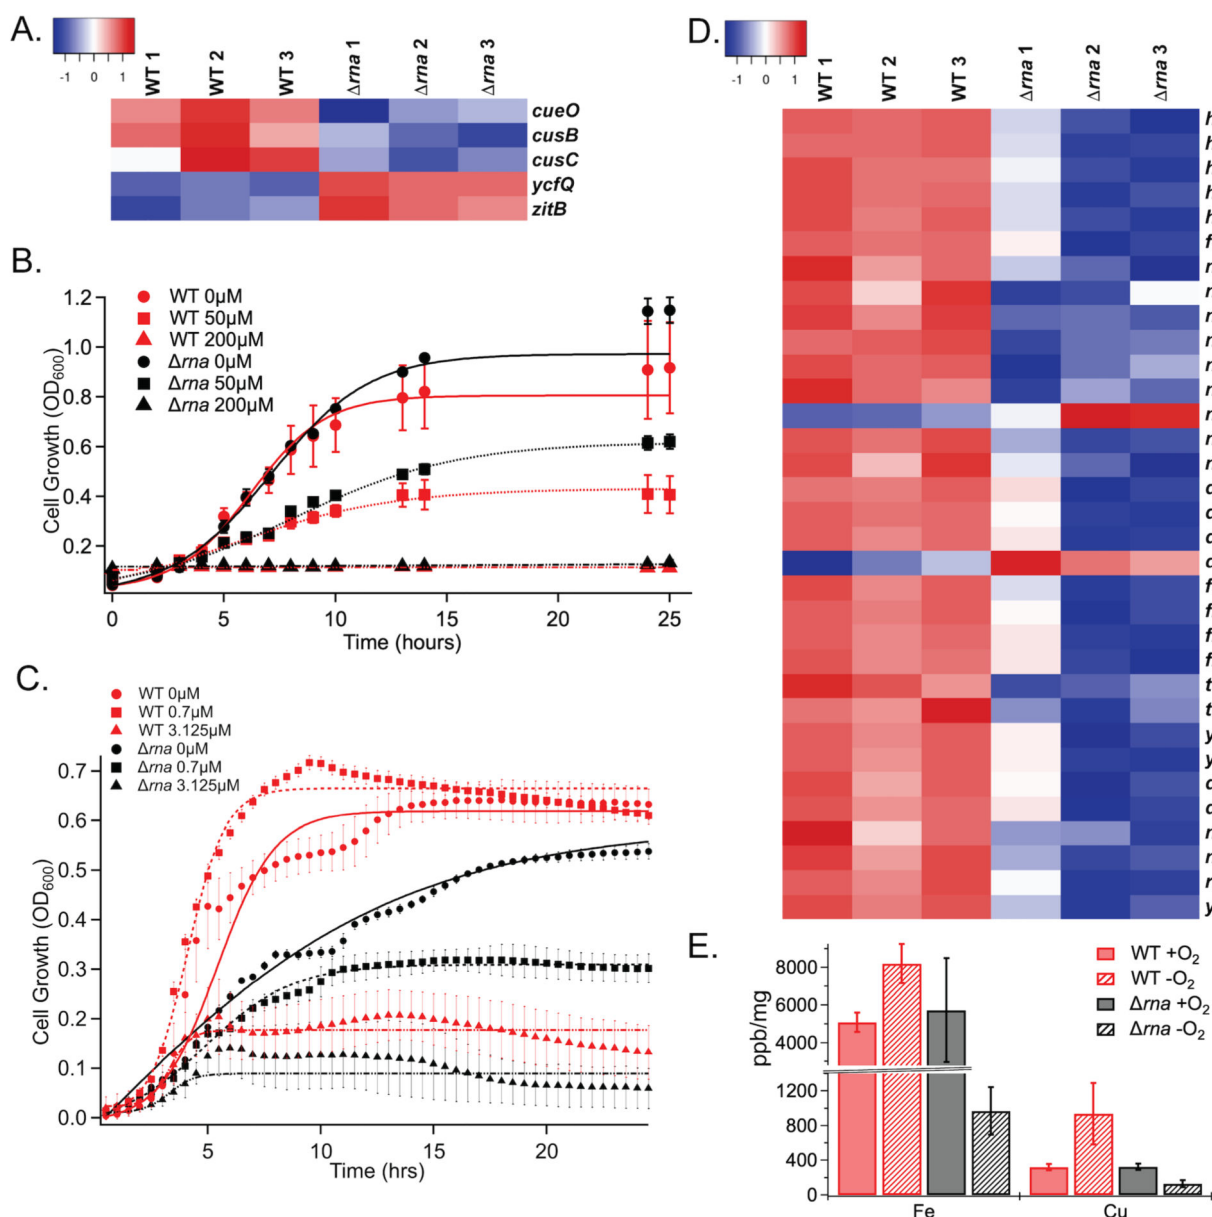 A.
-1 0 1
WT 1 WT 2 WT 3 Δrna 1 Δrna 2 Δrna 3
cueO
cusB
cusC
ycfQ
zitB
B.
WT 0μM
WT 50μM
WT 200μM
Δrna 0μM
Δrna 50μM
Δrna 200μM
Cell Growth (OD600)
1.2
1.0
0.8
0.6
0.4
0.2
0 5 10 15 20 25
Time (hours)
C.
WT 0μM
WT 0.7μM
WT 3.125μM
Δrna 0μM
Δrna 0.7μM
Δrna 3.125μM
Cell Growth (OD600)
0.7
0.6
0.5
0.4
0.3
0.2
0.1
0.0
5 10 15 20
Time (hrs)
D.
-1 0 1
WT 1 WT 2 WT 3 Δrna 1 Δrna 2 Δrna 3
h
h
h
h
h
f
r
r
r
r
r
r
r
r
r
c
c
c
c
f
f
f
f
t
t
y
y
c
c
r
r
r
y
E.
WT +O2
WT -O2
Δrna +O2
Δrna -O2
ppb/mg
8000
6000
4000
1200
800
400
0
Fe Cu